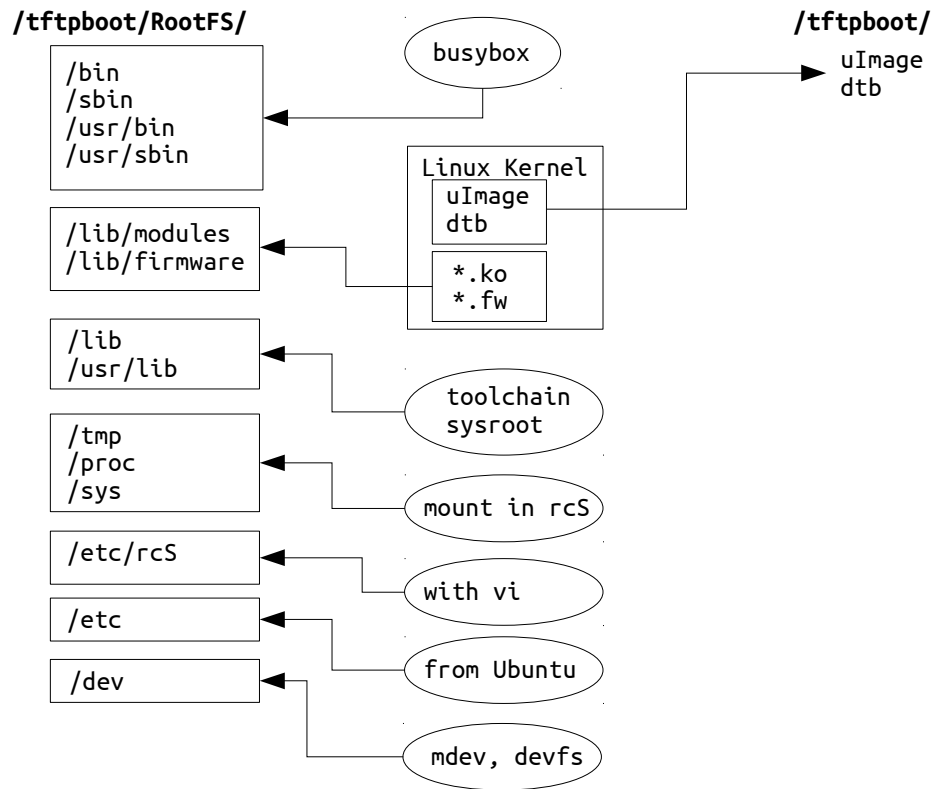 /tftpboot/RootFS/
/bin
/sbin
/usr/bin
/usr/sbin
/lib/modules
/lib/firmware
/lib
/usr/lib
/tmp
/proc
/sys
/etc/rcS
/etc
/dev
busybox
Linux Kernel
uImage
dtb
*.ko
*.fw
toolchain
sysroot
mount in rcS
with vi
from Ubuntu
mdev, devfs
/tftpboot/
uImage
dtb